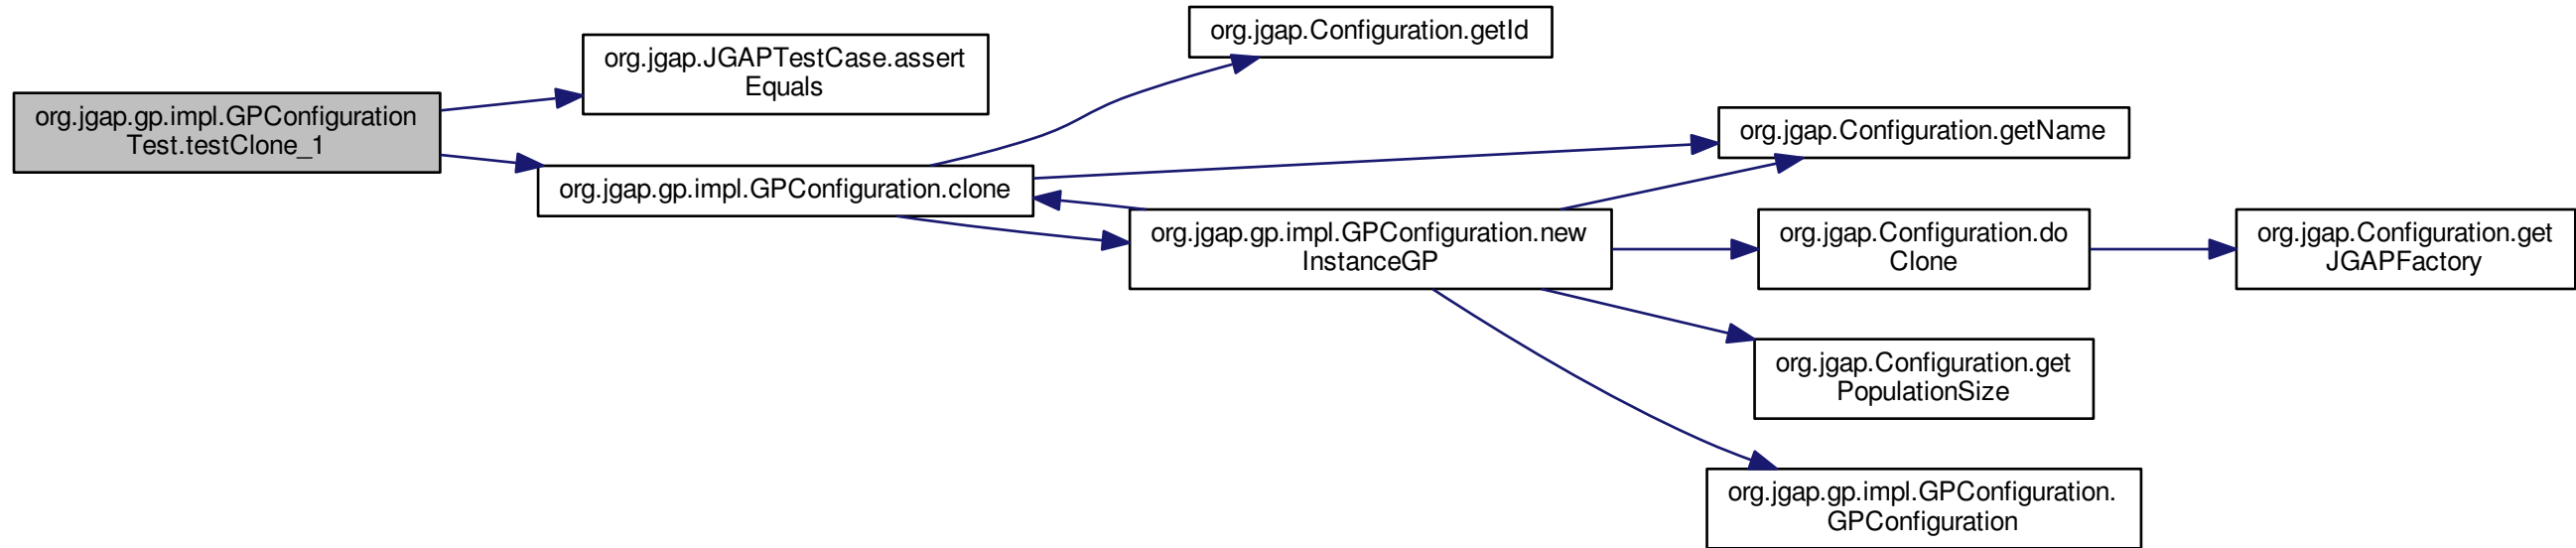 org.jgap.gp.impl.GPConfiguration
Test.testClone_1
org.jgap.JGAPTestCase.assert
Equals
org.jgap.gp.impl.GPConfiguration.clone
org.jgap.Configuration.getId
org.jgap.Configuration.getName
org.jgap.gp.impl.GPConfiguration.new
InstanceGP
org.jgap.Configuration.do
Clone
org.jgap.Configuration.get
JGAPFactory
org.jgap.Configuration.get
PopulationSize
org.jgap.gp.impl.GPConfiguration.
GPConfiguration